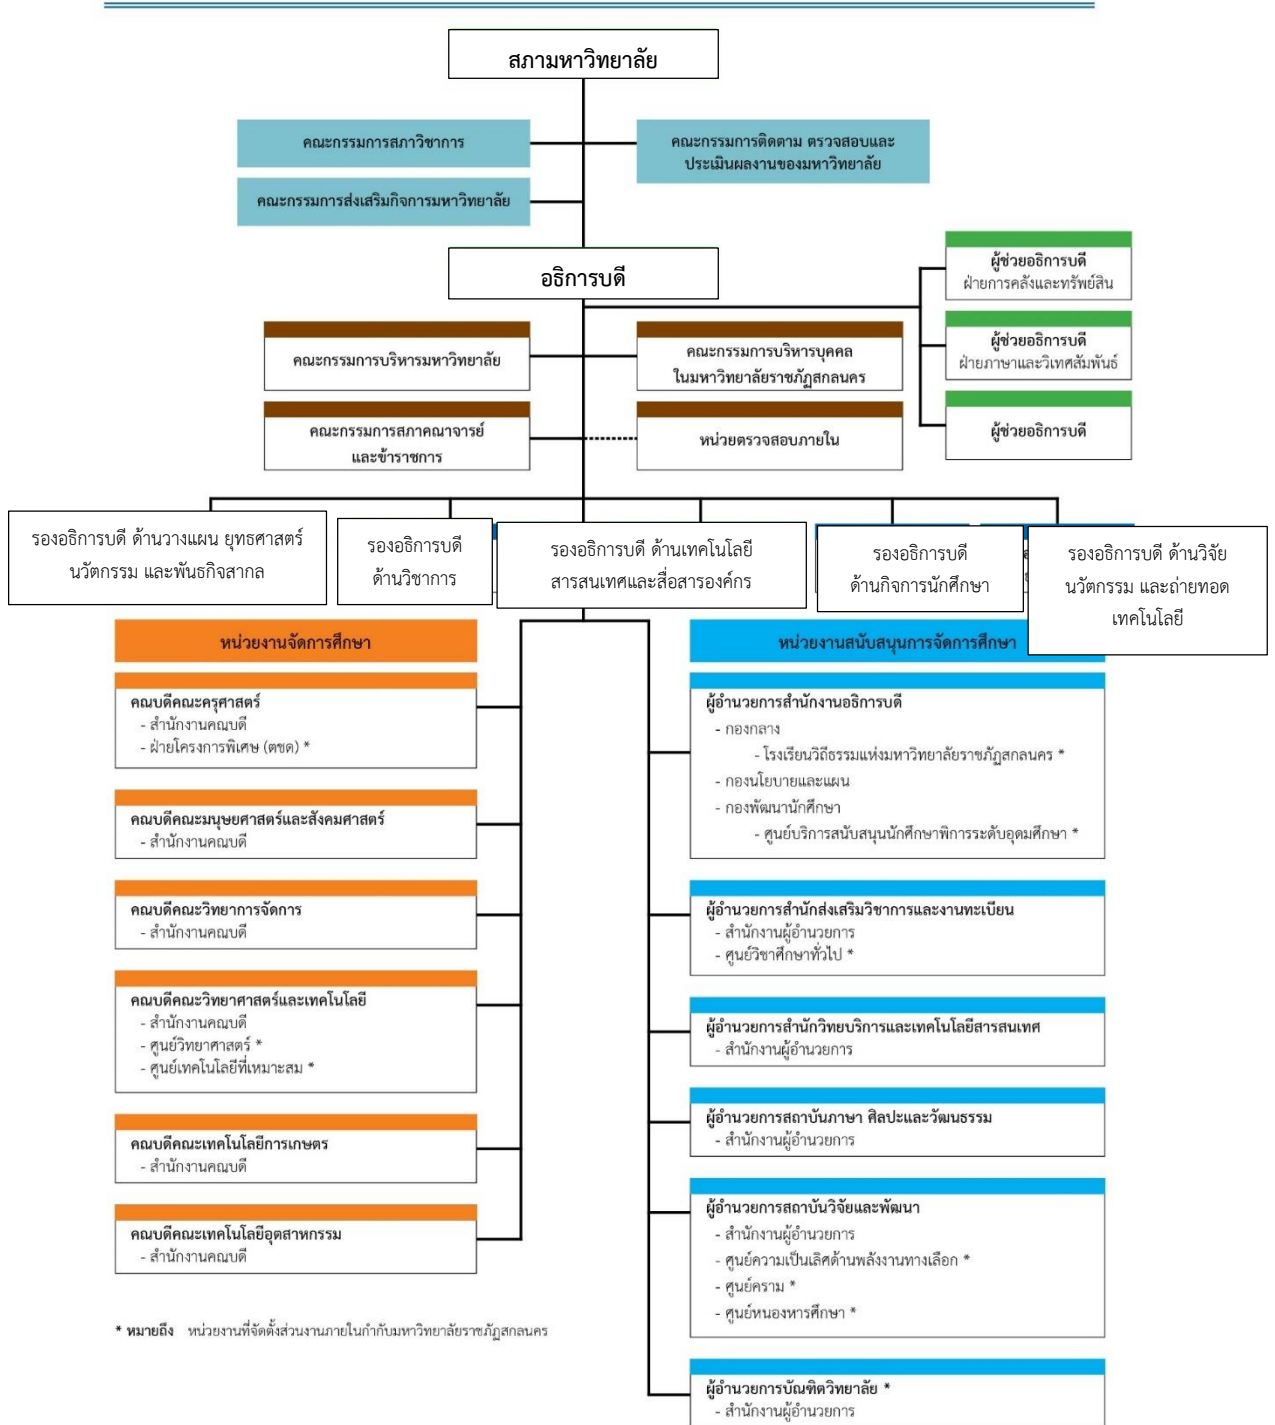 สภามหาวิทยาลัย
คณะกรรมการสภาวิชาการ
คณะกรรมการติดตาม ตรวจสอบและ
ประเมินผลงานของมหาวิทยาลัย
คณะกรรมการส่งเสริมกิจการมหาวิทยาลัย
อธิการบดี
ผู้ช่วยอธิการบดี
ฝ่ายการคลังและทรัพย์สิน
ผู้ช่วยอธิการบดี
ฝ่ายภาษาและวิเทศสัมพันธ์
ผู้ช่วยอธิการบดี
คณะกรรมการบริหารมหาวิทยาลัย
คณะกรรมการบริหารบุคคล
ในมหาวิทยาลัยราชภัฏสกลนคร
คณะกรรมการสภาคณาจารย์
และข้าราชการ
หน่วยตรวจสอบภายใน
รองอธิการบดี ด้านวางแผน ยุทธศาสตร์
นวัตกรรม และพันธกิจสากล
รองอธิการบดี
ด้านวิชาการ
รองอธิการบดี ด้านเทคโนโลยี
สารสนเทศและสื่อสารองค์กร
รองอธิการบดี
ด้านกิจการนักศึกษา
รองอธิการบดี ด้านวิจัย
นวัตกรรม และถ่ายทอด
เทคโนโลยี
หน่วยงานจัดการศึกษา
คณบดีคณะครุศาสตร์
- สำนักงานคณบดี
- ฝ่ายโครงการพิเศษ (ตชด) *
คณบดีคณะมนุษยศาสตร์และสังคมศาสตร์
- สำนักงานคณบดี
คณบดีคณะวิทยาการจัดการ
- สำนักงานคณบดี
คณบดีคณะวิทยาศาสตร์และเทคโนโลยี
- สำนักงานคณบดี
- ศูนย์วิทยาศาสตร์ *
- ศูนย์เทคโนโลยีที่เหมาะสม *
คณบดีคณะเทคโนโลยีการเกษตร
- สำนักงานคณบดี
คณบดีคณะเทคโนโลยีอุตสาหกรรม
- สำนักงานคณบดี
หน่วยงานสนับสนุนการจัดการศึกษา
ผู้อำนวยการสำนักงานอธิการบดี
- กองกลาง
- โรงเรียนวิถีธรรมแห่งมหาวิทยาลัยราชภัฏสกลนคร *
- กองนโยบายและแผน
- กองพัฒนานักศึกษา
- ศูนย์บริการสนับสนุนนักศึกษาพิการระดับอุดมศึกษา *
ผู้อำนวยการสำนักส่งเสริมวิชาการและงานทะเบียน
- สำนักงานผู้อำนวยการ
- ศูนย์วิชาศึกษาทั่วไป *
ผู้อำนวยการสำนักวิทยบริการและเทคโนโลยีสารสนเทศ
- สำนักงานผู้อำนวยการ
ผู้อำนวยการสถาบันภาษา ศิลปะและวัฒนธรรม
- สำนักงานผู้อำนวยการ
ผู้อำนวยการสถาบันวิจัยและพัฒนา
- สำนักงานผู้อำนวยการ
- ศูนย์ความเป็นเลิศด้านพลังงานทางเลือก *
- ศูนย์คราม *
- ศูนย์หนองหารศึกษา *
ผู้อำนวยการบัณฑิตวิทยาลัย *
- สำนักงานผู้อำนวยการ
* หมายถึง หน่วยงานที่จัดตั้งส่วนงานภายในกำกับมหาวิทยาลัยราชภัฏสกลนคร